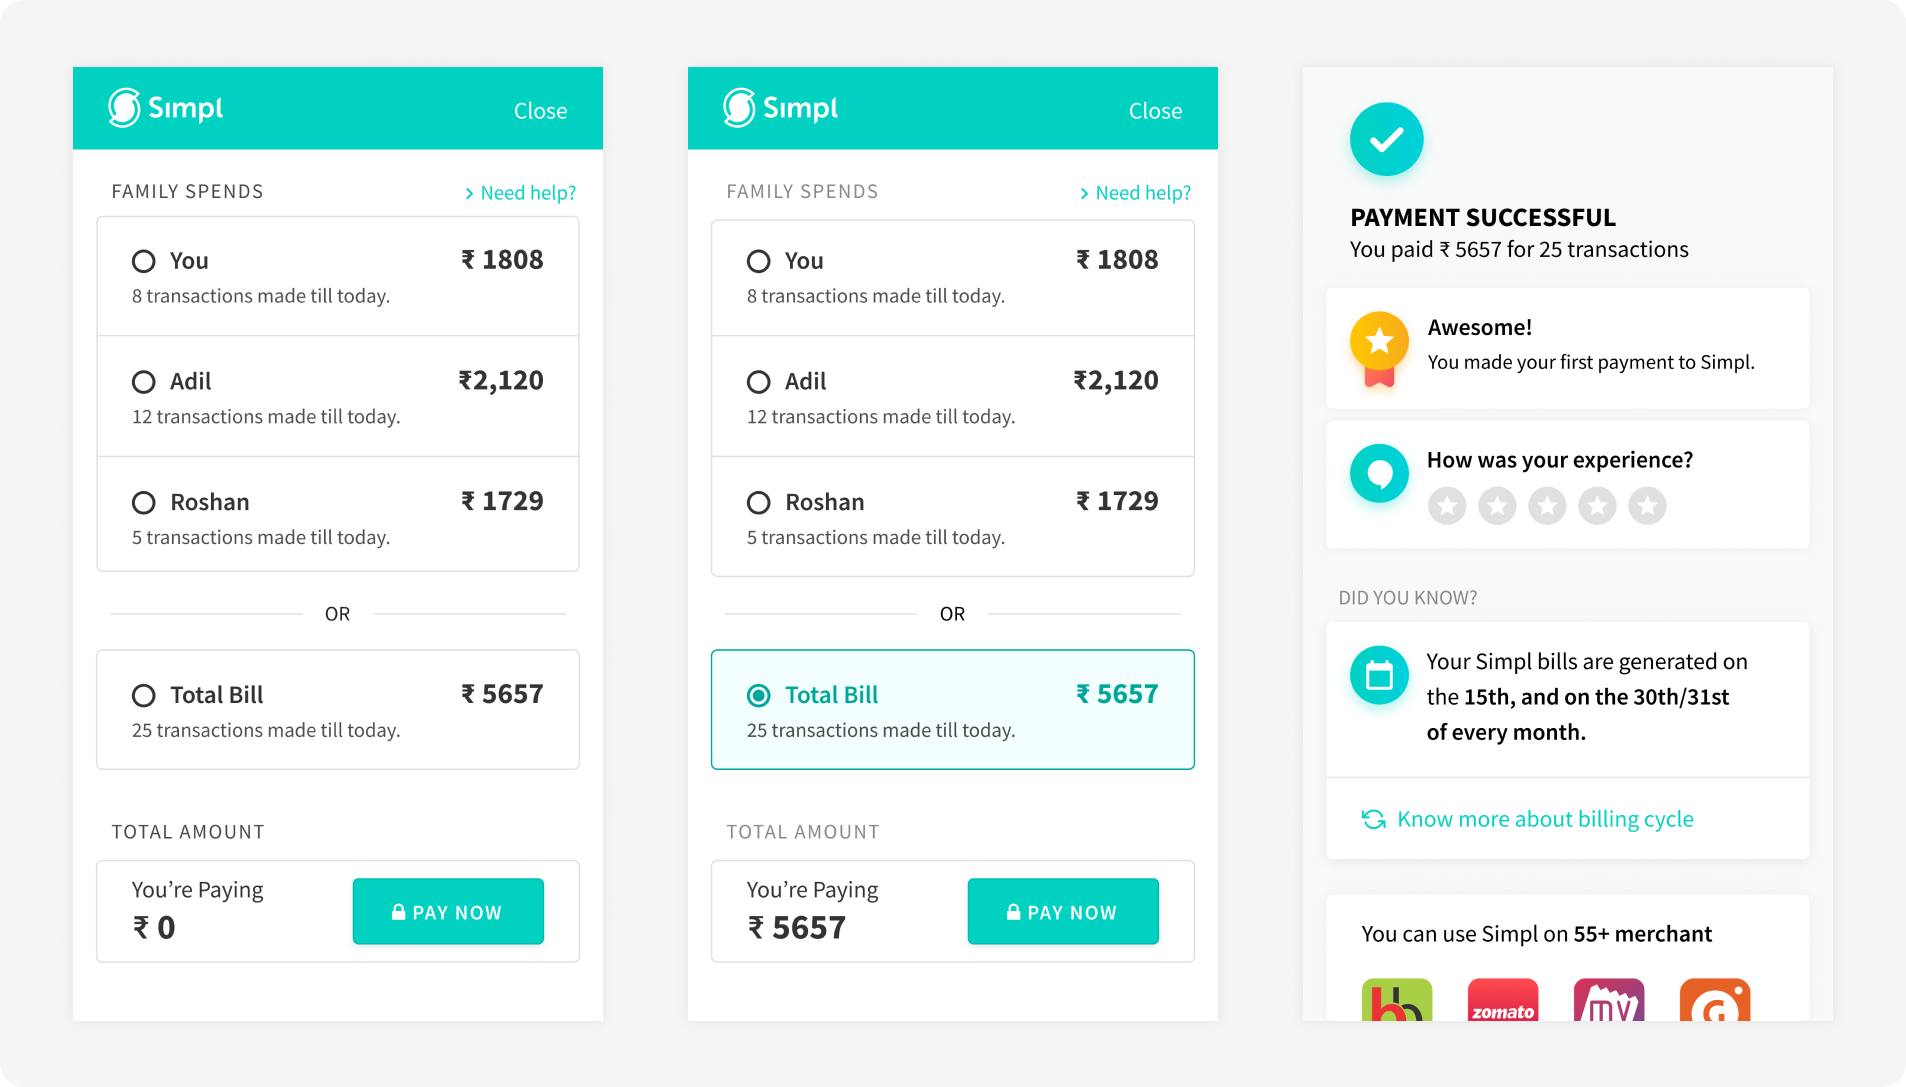 Simpl
Close
FAMILY SPENDS
Need help?
You ₹ 1808
8 transactions made till today.
Adil ₹2,120
12 transactions made till today.
Roshan ₹ 1729
5 transactions made till today.
OR
Total Bill ₹ 5657
25 transactions made till today.
TOTAL AMOUNT
You’re Paying
₹ 0
PAY NOW
Simpl
Close
FAMILY SPENDS
Need help?
You ₹ 1808
8 transactions made till today.
Adil ₹2,120
12 transactions made till today.
Roshan ₹ 1729
5 transactions made till today.
OR
Total Bill ₹ 5657
25 transactions made till today.
TOTAL AMOUNT
You’re Paying
₹ 5657
PAY NOW
PAYMENT SUCCESSFUL
You paid ₹ 5657 for 25 transactions
Awesome!
You made your first payment to Simpl.
How was your experience?
DID YOU KNOW?
Your Simpl bills are generated on
the 15th, and on the 30th/31st
of every month.
Know more about billing cycle
You can use Simpl on 55+ merchant
bb
zomato
my
G